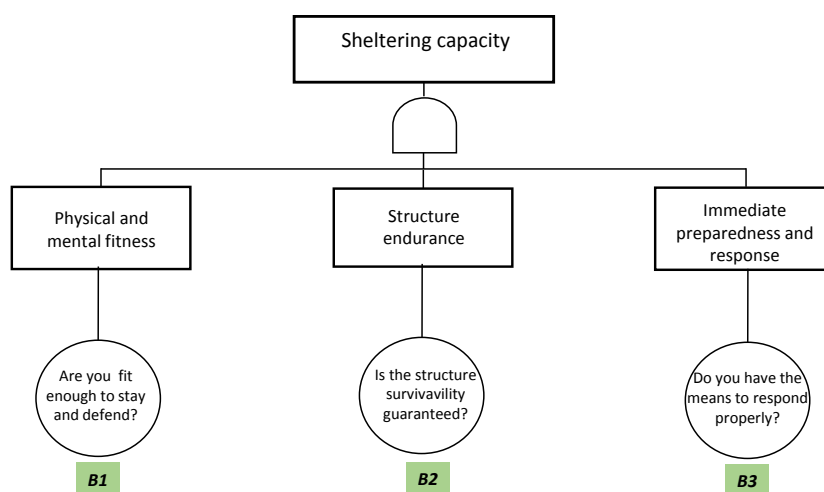 Sheltering capacity
Physical and
mental fitness
Structure
endurance
Immediate
preparedness and
response
Are you fit
enough to stay
and defend?
Is the structure
survivavility
guaranteed?
Do you have the
means to respond
properly?
B1
B2
B3